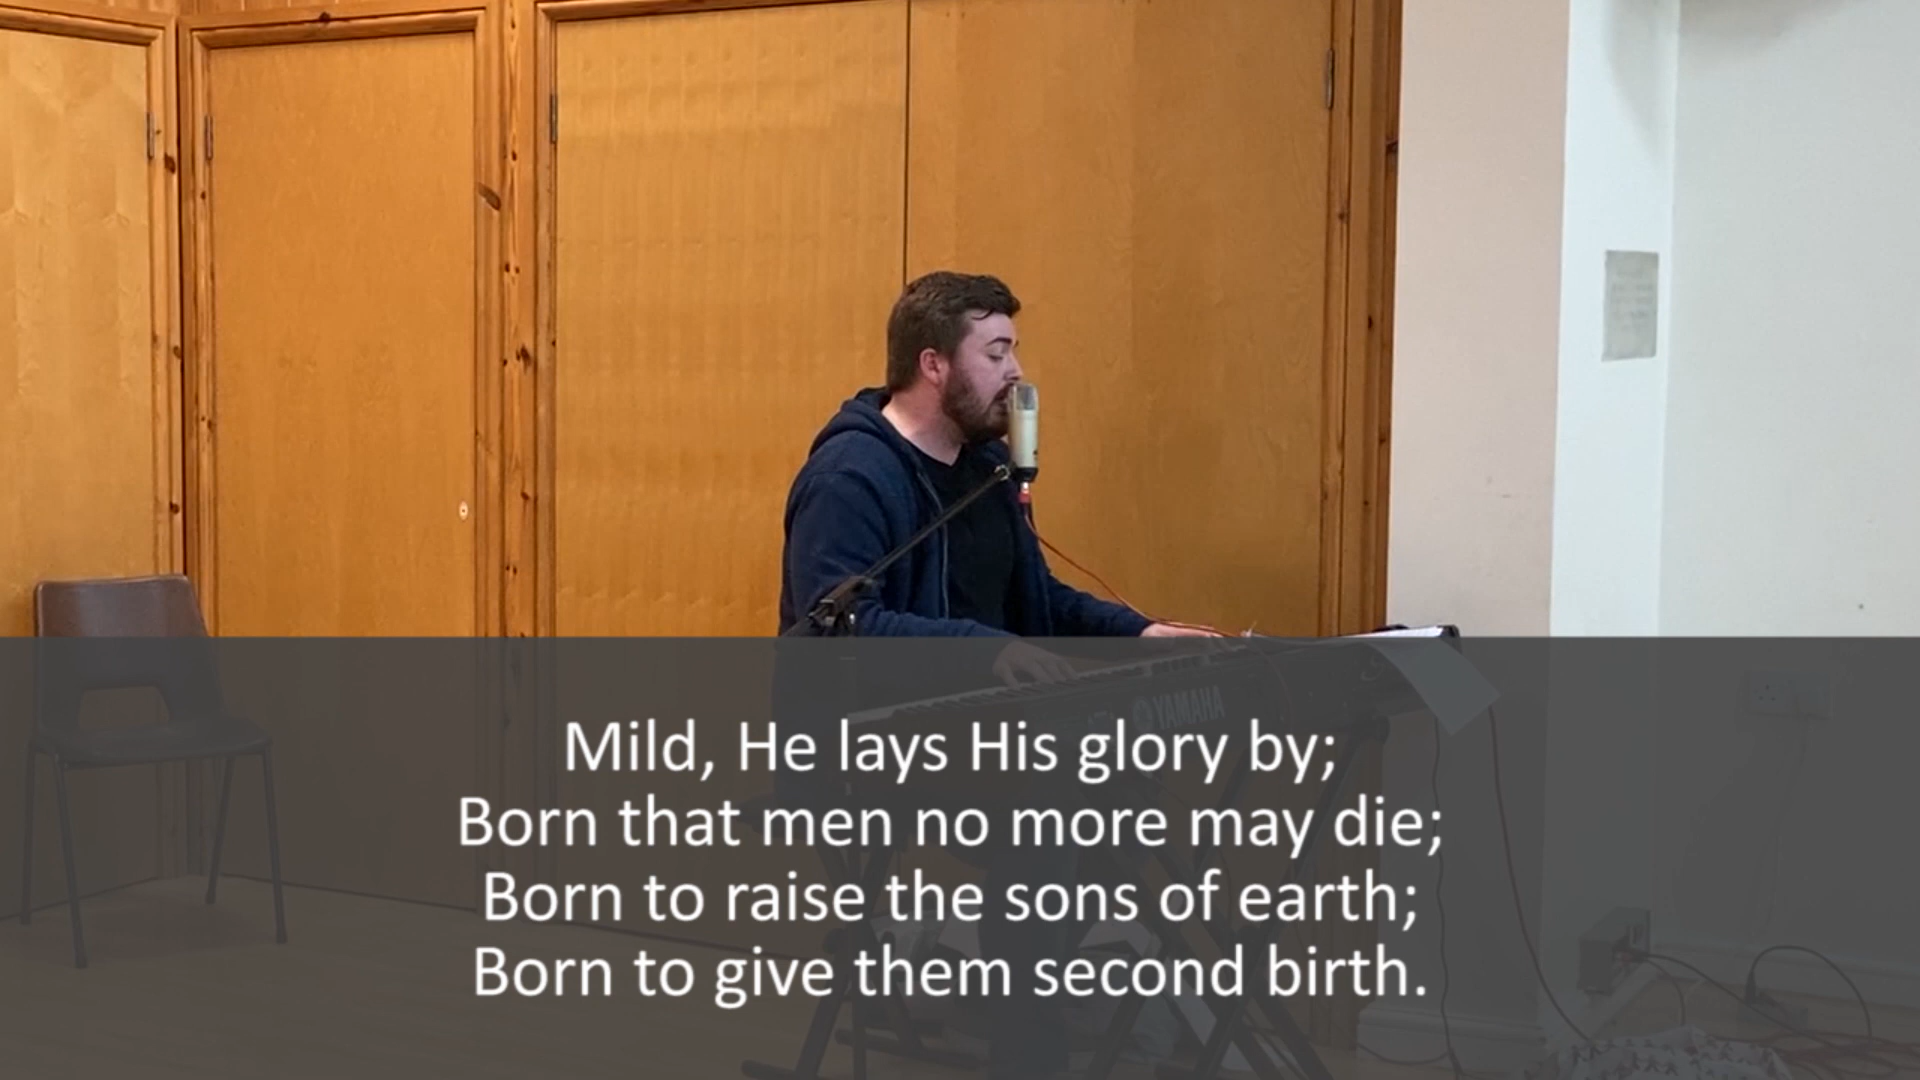 YAMAHA
Mild, He lays His glory by;
Born that men no more may die;
Born to raise the sons of earth;
Born to give them second birth.